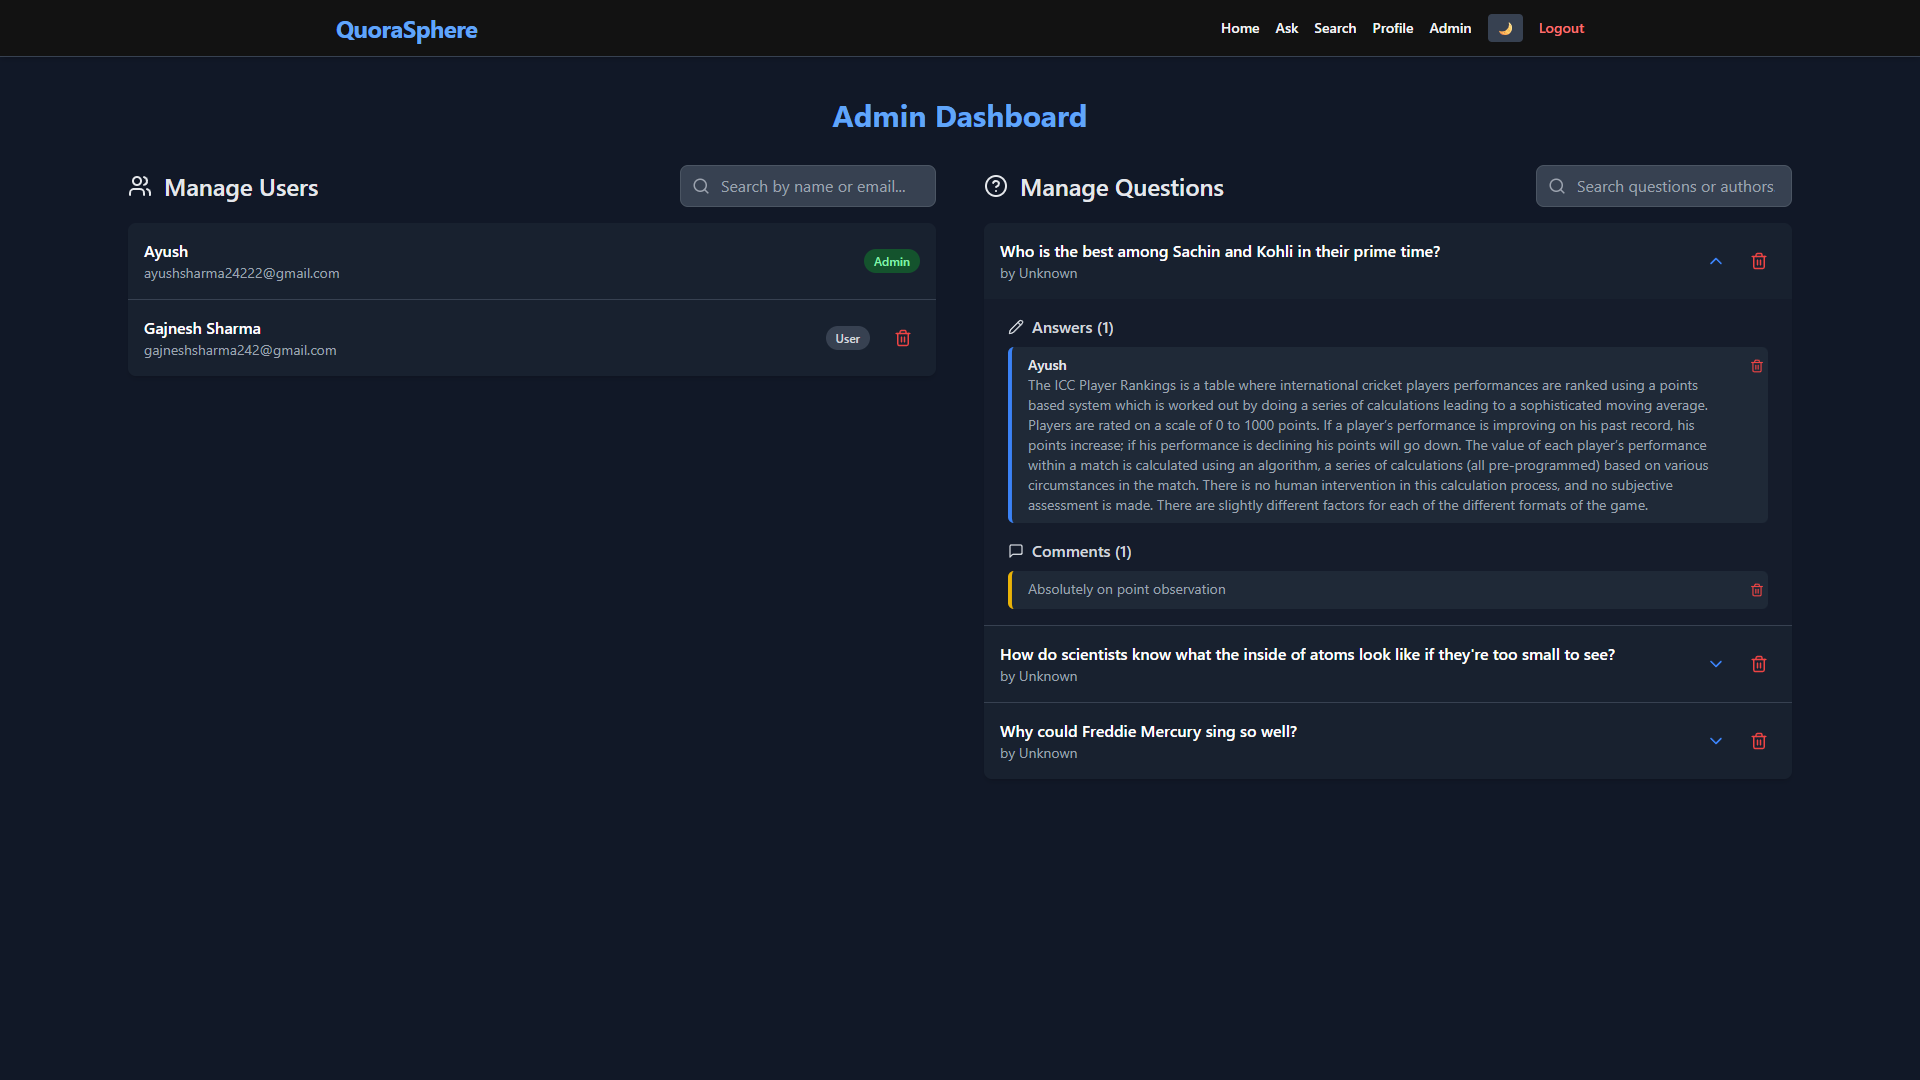 QuoraSphere
Home Ask Search Profile Admin Logout
Admin Dashboard
Manage Users
Search by name or email...
Ayush
ayushsharma24222@gmail.com
Admin
Gajnesh Sharma
gajneshsharma242@gmail.com
User
Manage Questions
Search questions or authors
Who is the best among Sachin and Kohli in their prime time?
by Unknown
Answers (1)
Ayush
The ICC Player Rankings is a table where international cricket players performances are ranked using a points
based system which is worked out by doing a series of calculations leading to a sophisticated moving average.
Players are rated on a scale of 0 to 1000 points. If a player’s performance is improving on his past record, his
points increase; if his performance is declining his points will go down. The value of each player’s performance
within a match is calculated using an algorithm, a series of calculations (all pre-programmed) based on various
circumstances in the match. There is no human intervention in this calculation process, and no subjective
assessment is made. There are slightly different factors for each of the different formats of the game.
Comments (1)
Absolutely on point observation
How do scientists know what the inside of atoms look like if they're too small to see?
by Unknown
Why could Freddie Mercury sing so well?
by Unknown